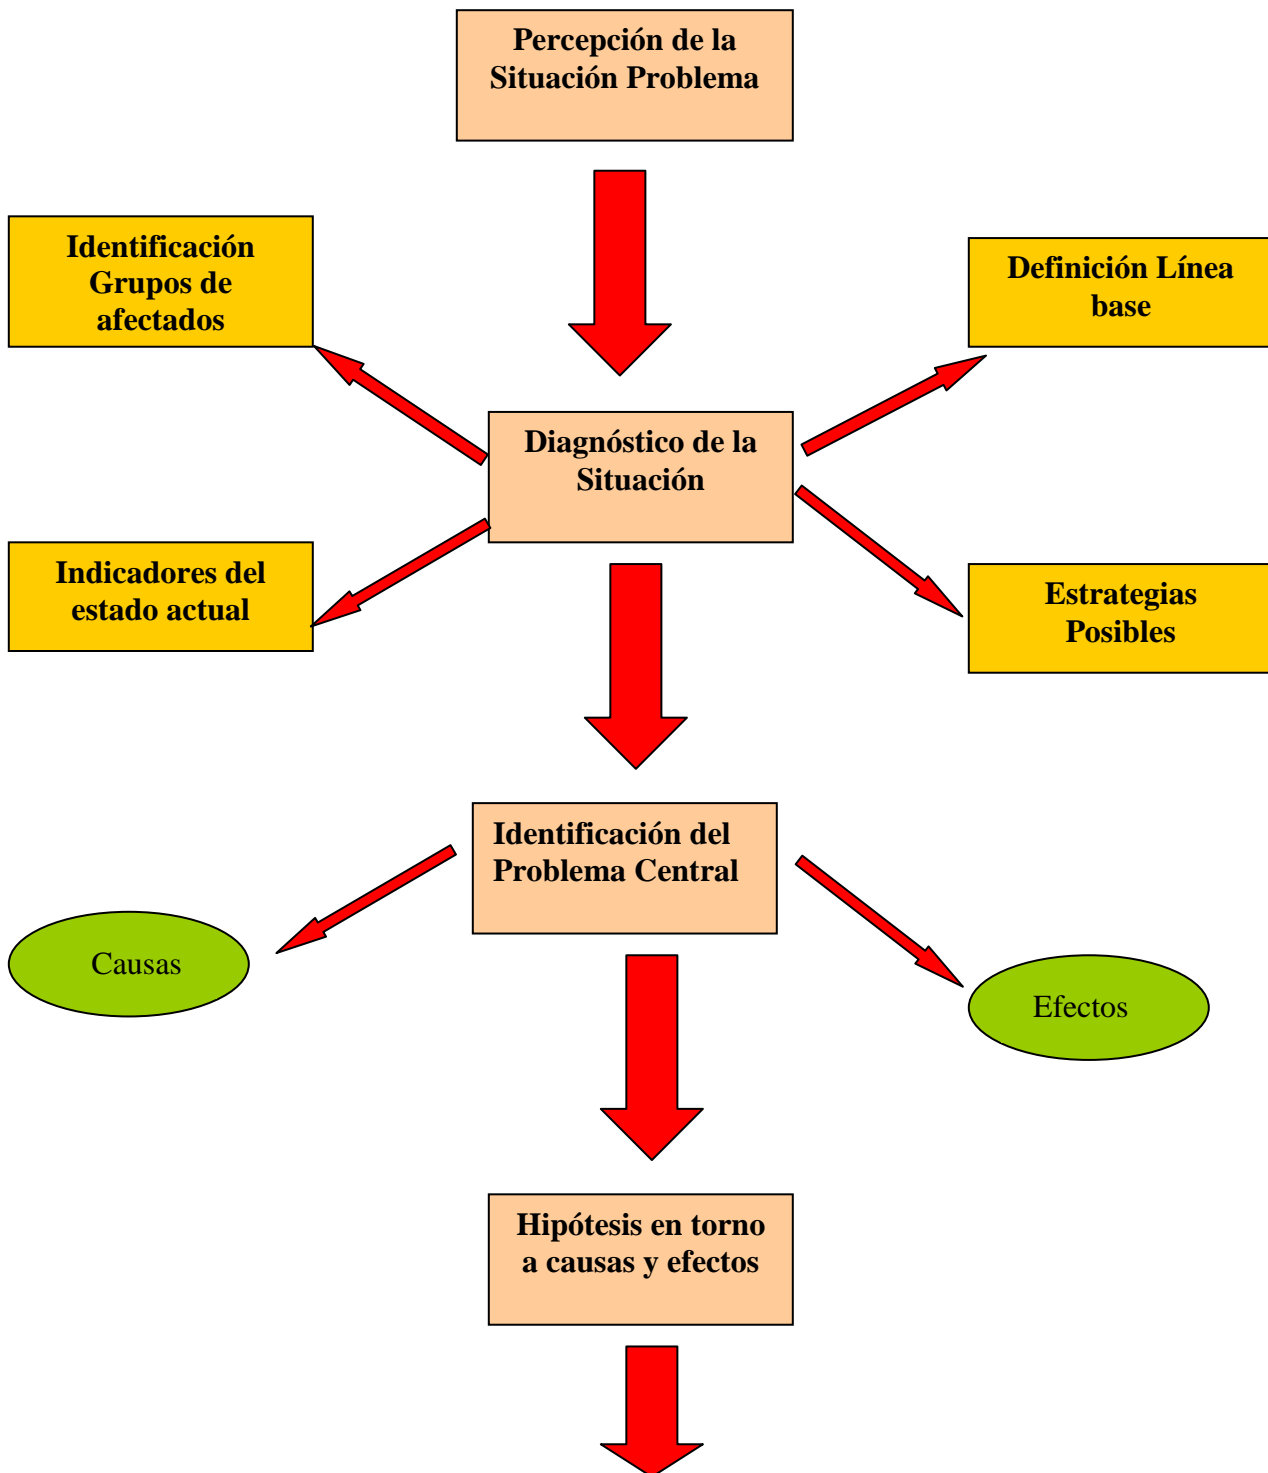 Percepción de la
Situación Problema
Identificación
Grupos de
afectados
Definición Línea
base
Diagnóstico de la
Situación
Indicadores del
estado actual
Estrategias
Posibles
Identificación del
Problema Central
Causas
Efectos
Hipótesis en torno
a causas y efectos